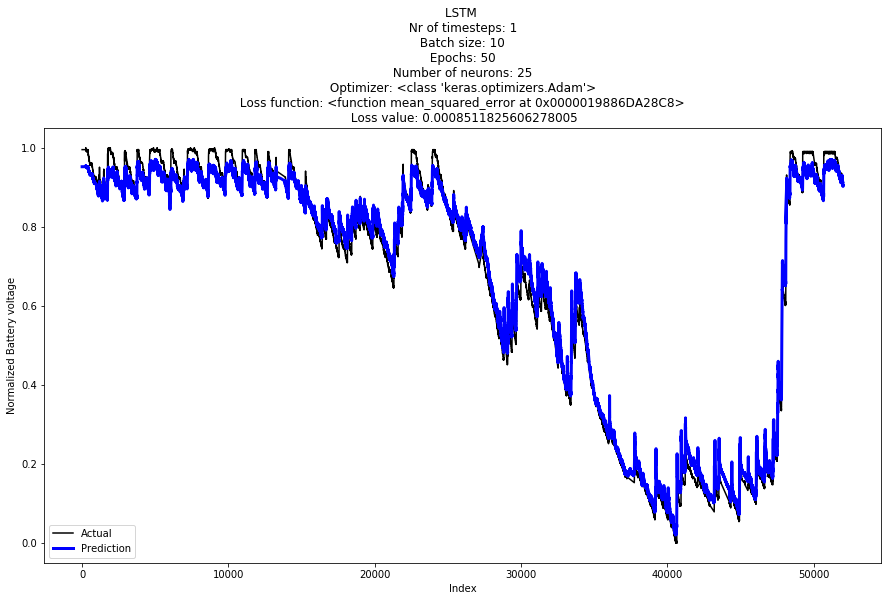 LSTM
Nr of timesteps: 1
Batch size: 10
Epochs: 50
Number of neurons: 25
Optimizer: <class 'keras.optimizers.Adam'>
Loss function: <function mean_squared_error at 0x0000019886DA28C8>
Loss value: 0.0008511825606278005
1.0
0.8
0.6
0.4
0.2
0.0
Normalized Battery voltage
Actual
Prediction
0 10000 20000 30000 40000 50000
Index